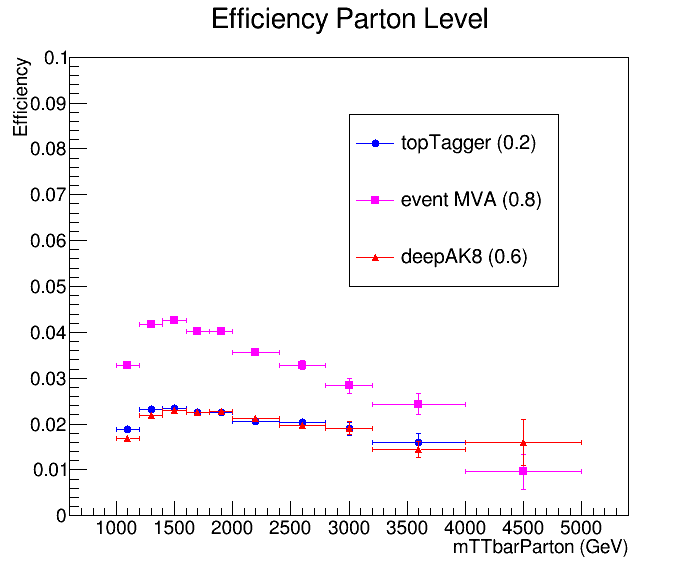 Efficiency Parton Level
Efficiency
0.1
0.09
0.08
0.07
0.06
0.05
0.04
0.03
0.02
0.01
0
topTagger (0.2)
event MVA (0.8)
deepAK8 (0.6)
1000 1500 2000 2500 3000 3500 4000 4500 5000
mTTbarParton (GeV)